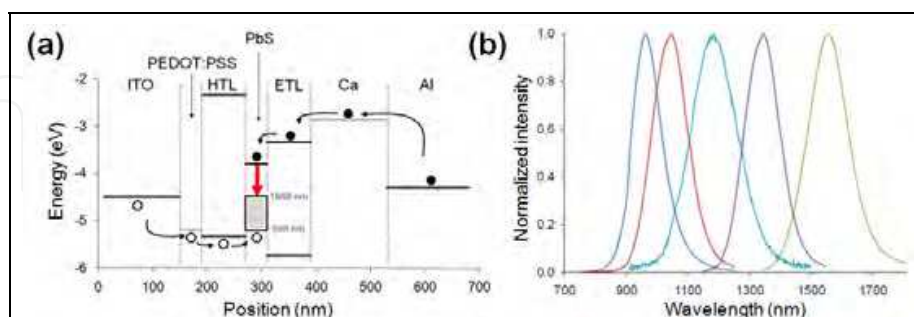 (a)
PbS
PEDOT:PSS
ITO HTL ETL Ca Al
-2
-3
-4
-5
-6
Energy (eV)
0 100 200 300 400 500 600 700
Position (nm)
(b)
1.0
0.8
0.6
0.4
0.2
0.0
Normalized intensity
700 900 1100 1300 1500 1700
Wavelength (nm)